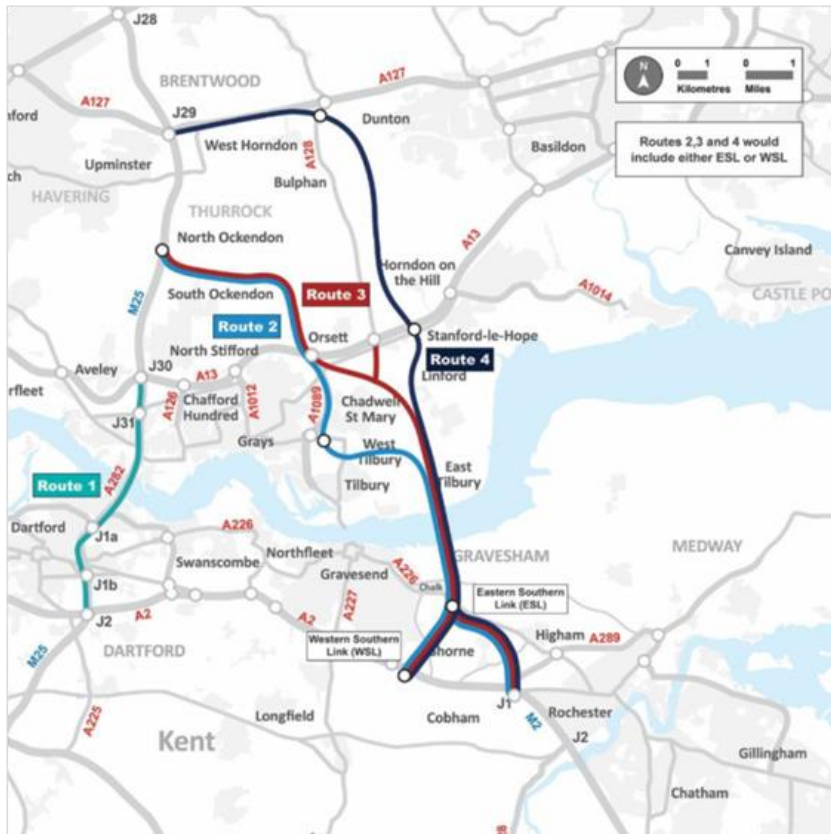 J28
BRENTWOOD
A127
N
0 1
Kilometres
0 1
Miles
A127
J29
nford
Dunton
West Horndon
Basildon
Routes 2,3 and 4 would
include either ESL or WSL
Upminster
A128
Bulphan
ch
HAVERING
THURROCK
A13
North Ockendon
Canvey Island
Horndon on
the Hill
A1014
CASTLE PO
M25
South Ockendon
Route 3
Route 2
Orsett
Stanford-le-Hope
North Stifford
Route 4
Aveley
J30
A13
Linford
rfleet
Chafford
Hundred
A126
A1012
A1089
Chadwell
St Mary
J31
Grays
West
Tilbury
East
Tilbury
A282
Route 1
Tilbury
Dartford
J1a
A226
MEDWAY
Northfleet
GRAVESHAM
Swanscombe
Gravesend
A226
Chalk
J1b
A227
Eastern Southern
Link (ESL)
J2
A2
A2
Higham
A289
Western Southern
Link (WSL)
DARTFORD
M25
horne
J1
Rochester
A225
Longfield
Cobham
M2
J2
Kent
Gillingham
Chatham